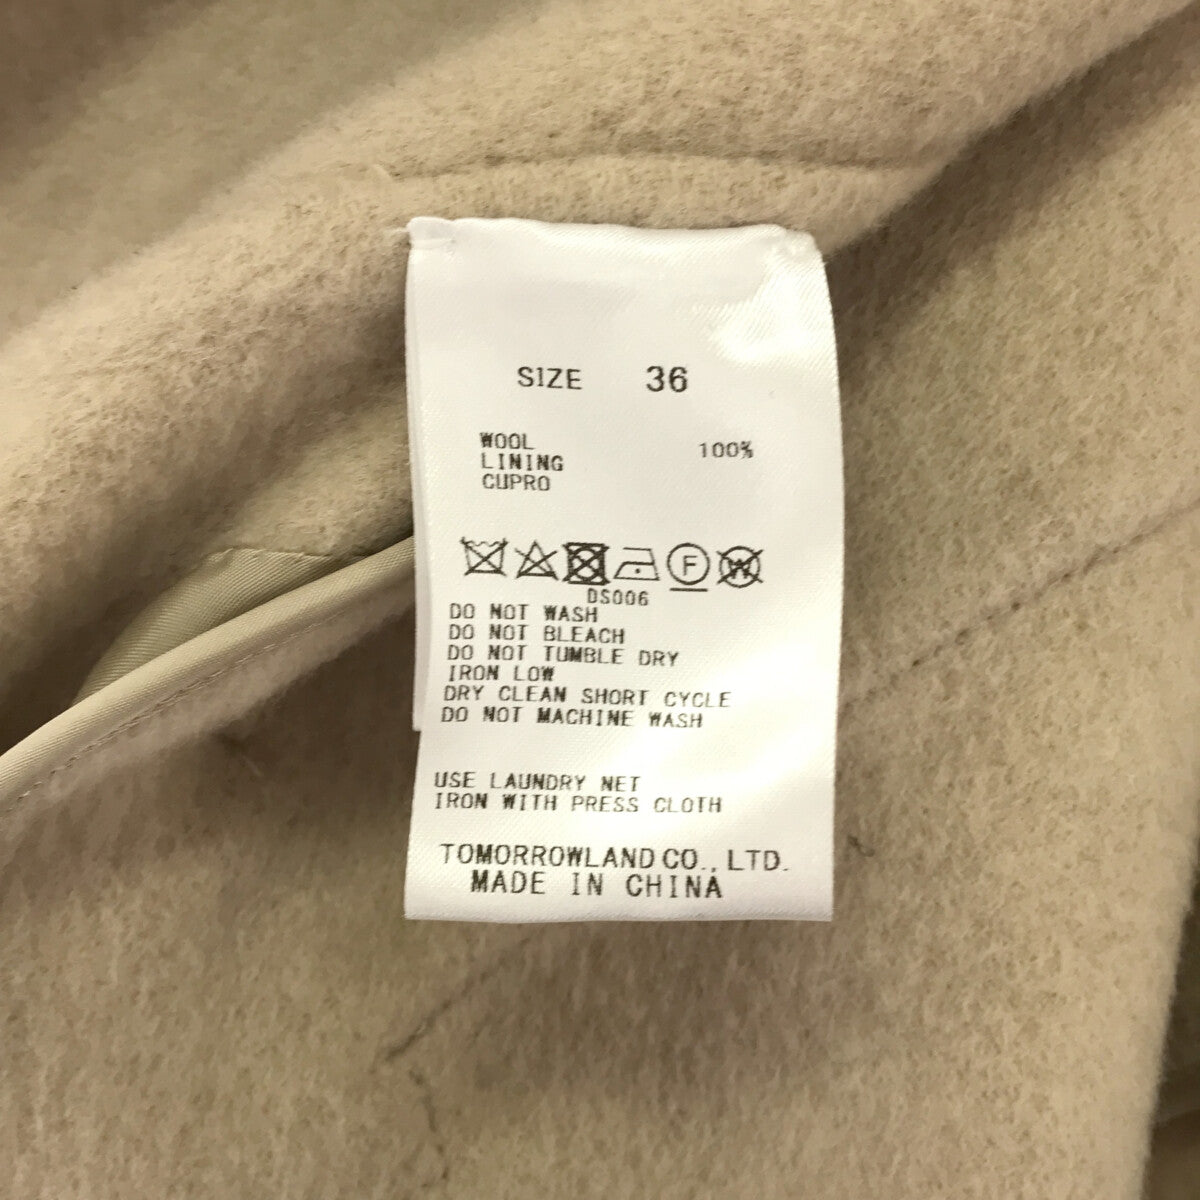 SIZE 36
WOOL 100%
LINING
CUPRO
F W
DS006
DO NOT WASH
DO NOT BLEACH
DO NOT TUMBLE DRY
IRON LOW
DRY CLEAN SHORT CYCLE
DO NOT MACHINE WASH
USE LAUNDRY NET
IRON WITH PRESS CLOTH
TOMORROWLAND CO., LTD.
MADE IN CHINA